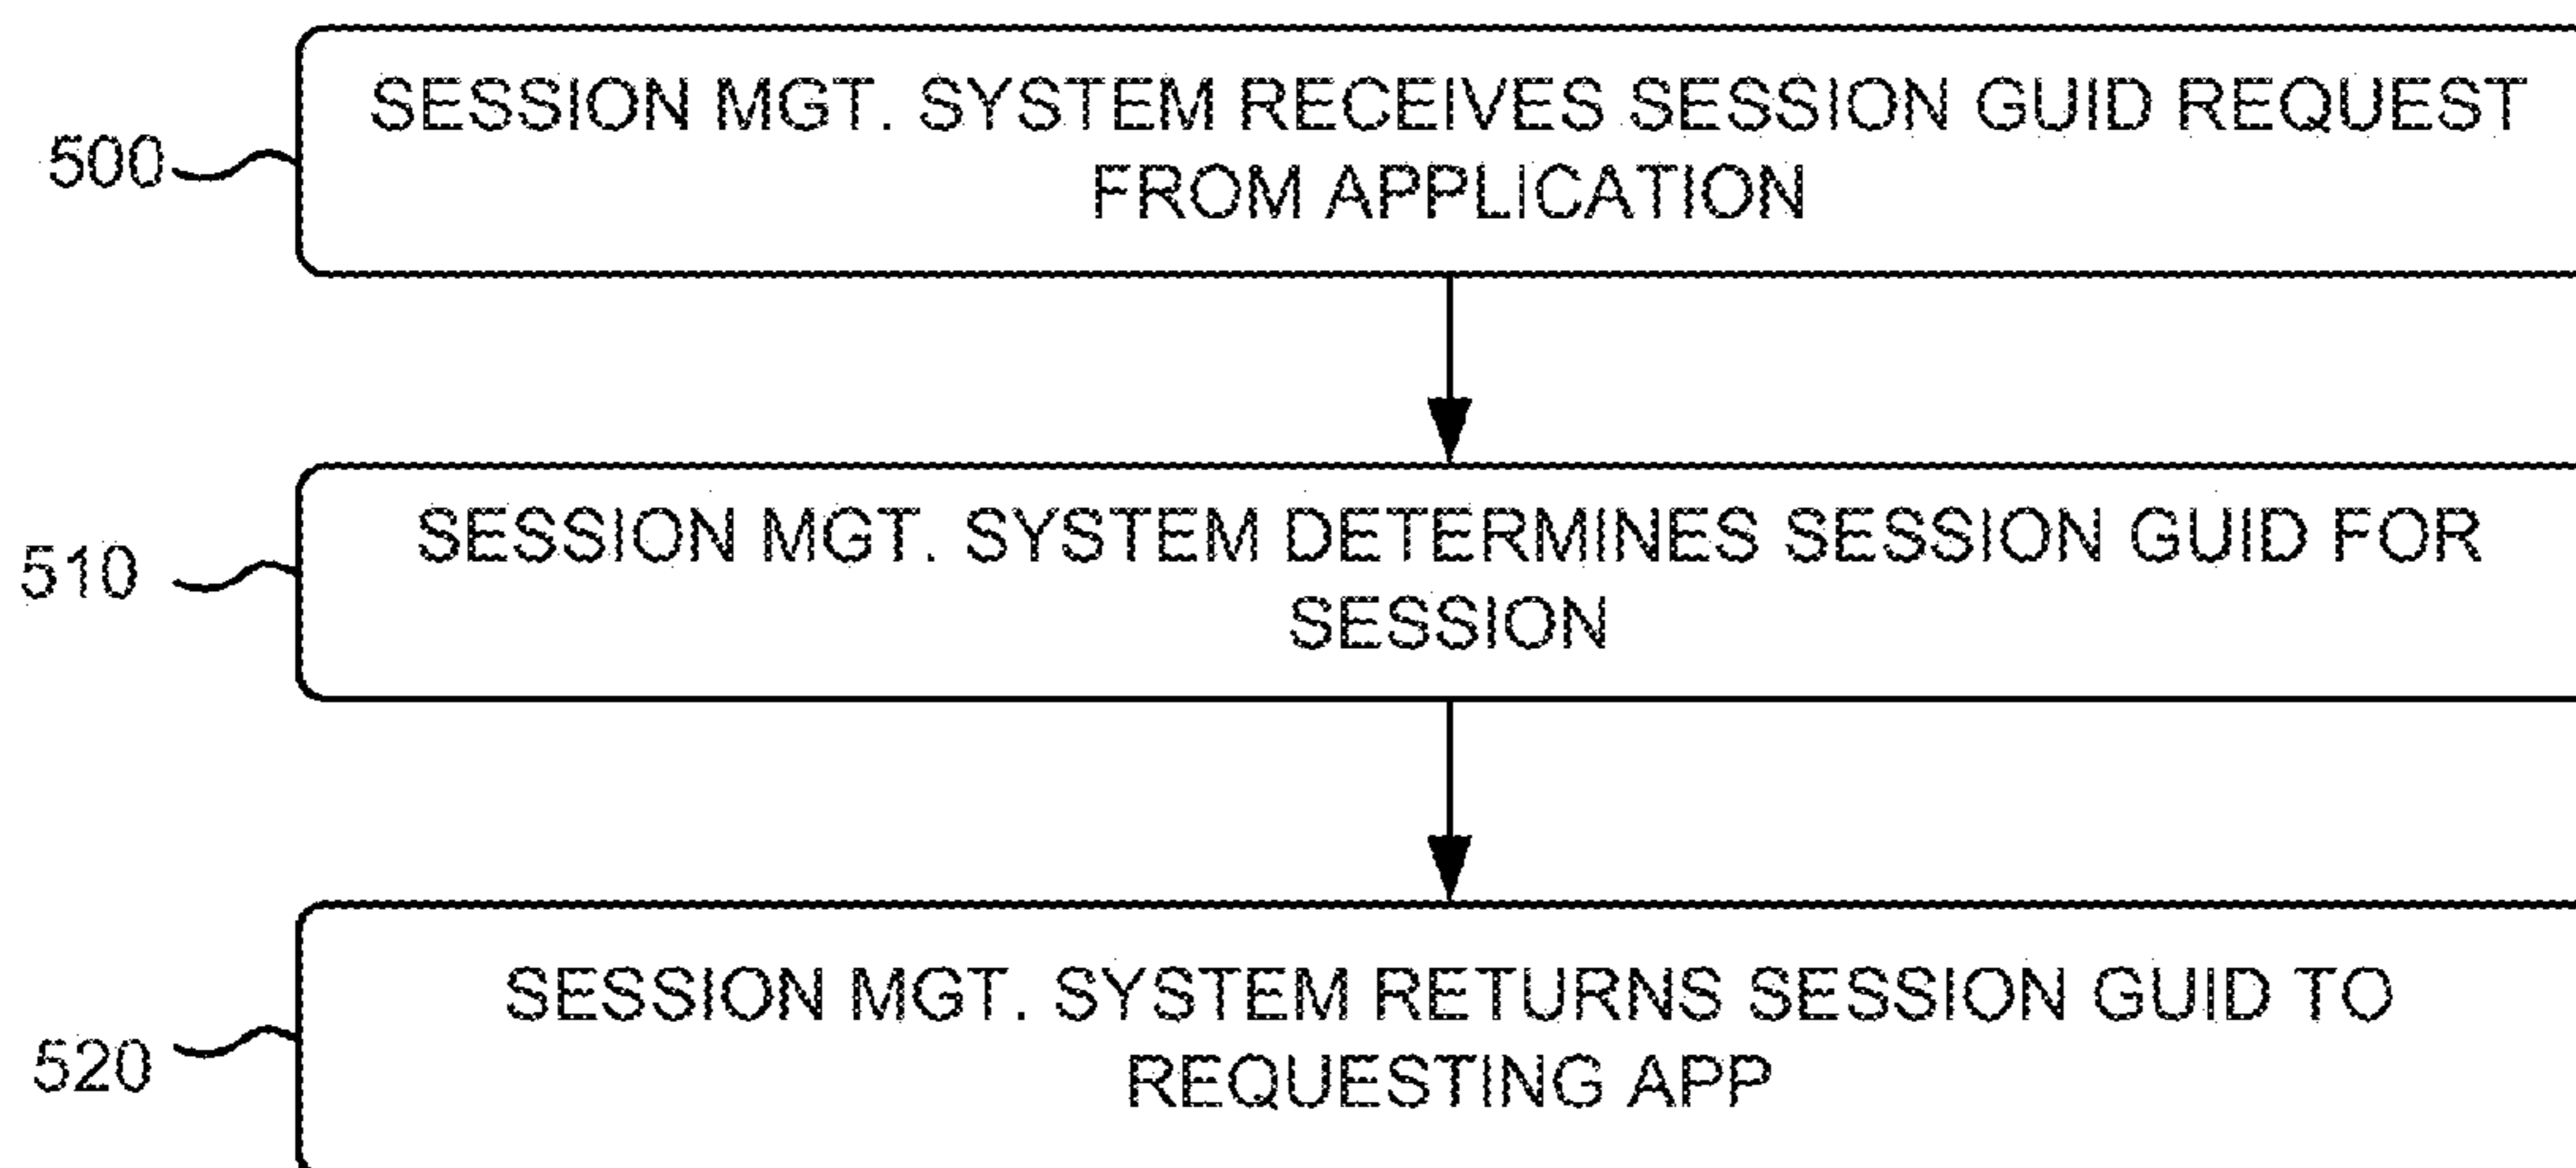 SESSION MGT. SYSTEM RECEIVES SESSION GUID REQUEST
FROM APPLICATION
500
SESSION MGT. SYSTEM DETERMINES SESSION GUID FOR
SESSION
510
SESSION MGT. SYSTEM RETURNS SESSION GUID TO
REQUESTING APP
520